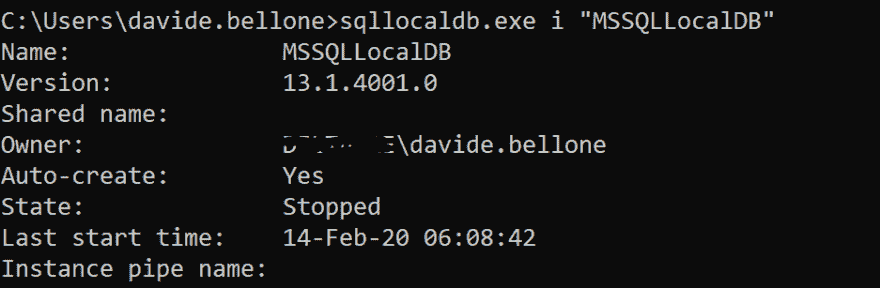 C:\Users\davide.bellone>sqllocaldb.exe i "MSSQLLocalDB"
Name: MSSQLLocalDB
Version: 13.1.4001.0
Shared name:
Owner: \davide.bellone
Auto-create: Yes
State: Stopped
Last start time: 14-Feb-20 06:08:42
Instance pipe name: